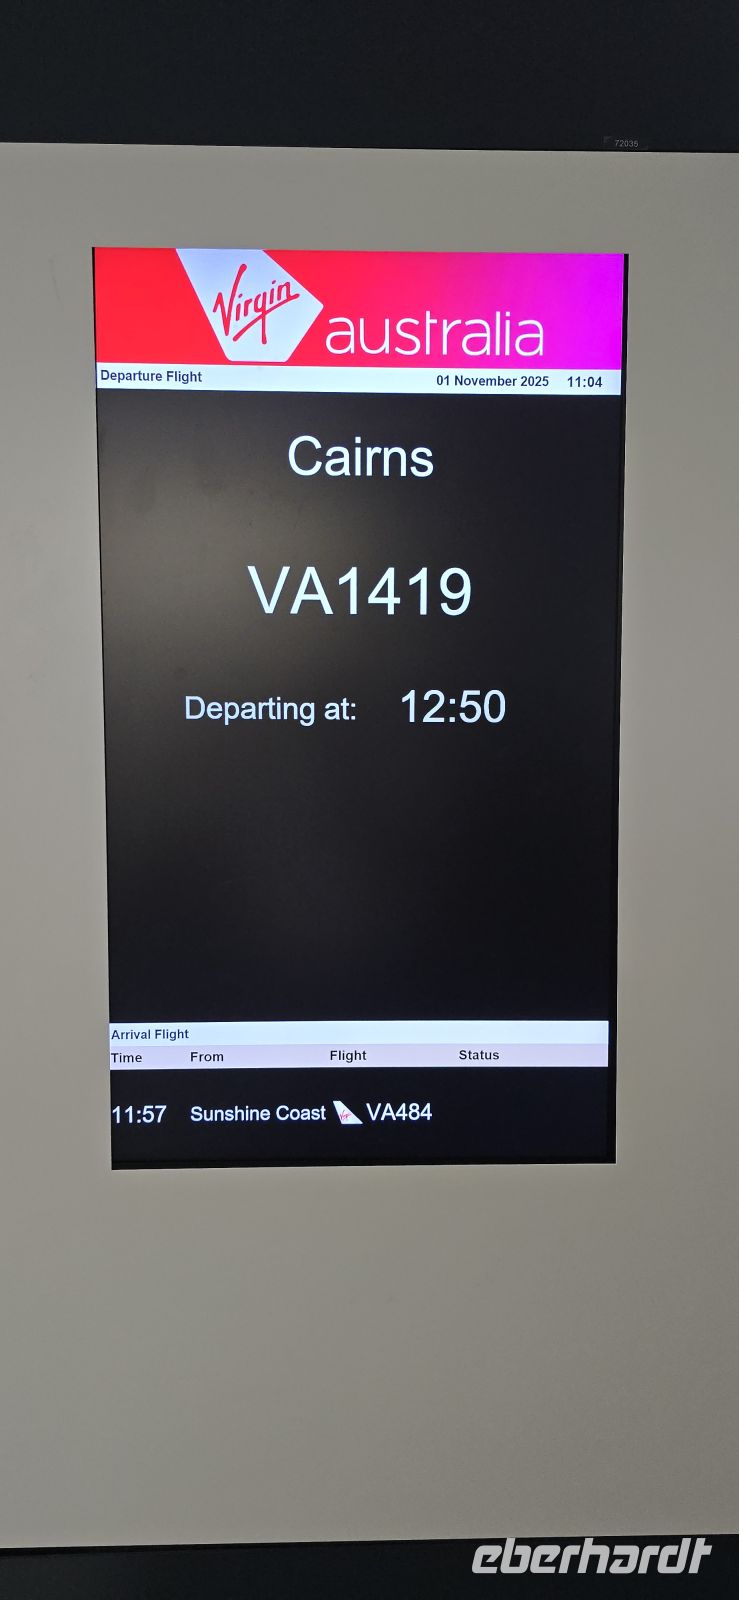 72035
Virgin australia
Departure Flight 01 November 2025 11:04
Cairns
VA1419
Departing at: 12:50
Arrival Flight
Time From Flight Status
11:57 Sunshine Coast Virgin VA484
eberhardt